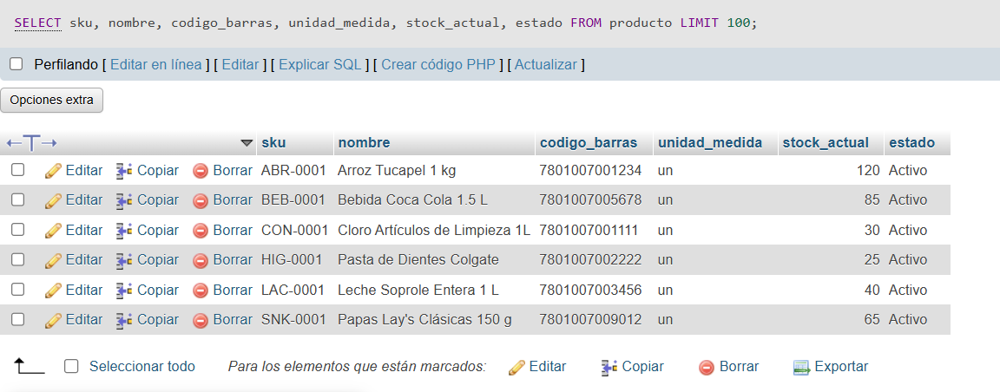 SELECT sku, nombre, codigo_barras, unidad_medida, stock_actual, estado FROM producto LIMIT 100;
Perfilando [ Editar en línea ] [ Editar ] [ Explicar SQL ] [ Crear código PHP ] [ Actualizar ]
Opciones extra
sku nombre codigo_barras unidad_medida stock_actual estado
Editar Copiar Borrar ABR-0001 Arroz Tucapel 1 kg 7801007001234 un 120 Activo
Editar Copiar Borrar BEB-0001 Bebida Coca Cola 1.5 L 7801007005678 un 85 Activo
Editar Copiar Borrar CON-0001 Cloro Artículos de Limpieza 1L 7801007001111 un 30 Activo
Editar Copiar Borrar HIG-0001 Pasta de Dientes Colgate 7801007002222 un 25 Activo
Editar Copiar Borrar LAC-0001 Leche Soprole Entera 1 L 7801007003456 un 40 Activo
Editar Copiar Borrar SNK-0001 Papas Lay's Clásicas 150 g 7801007009012 un 65 Activo
Seleccionar todo Para los elementos que están marcados: Editar Copiar Borrar Exportar